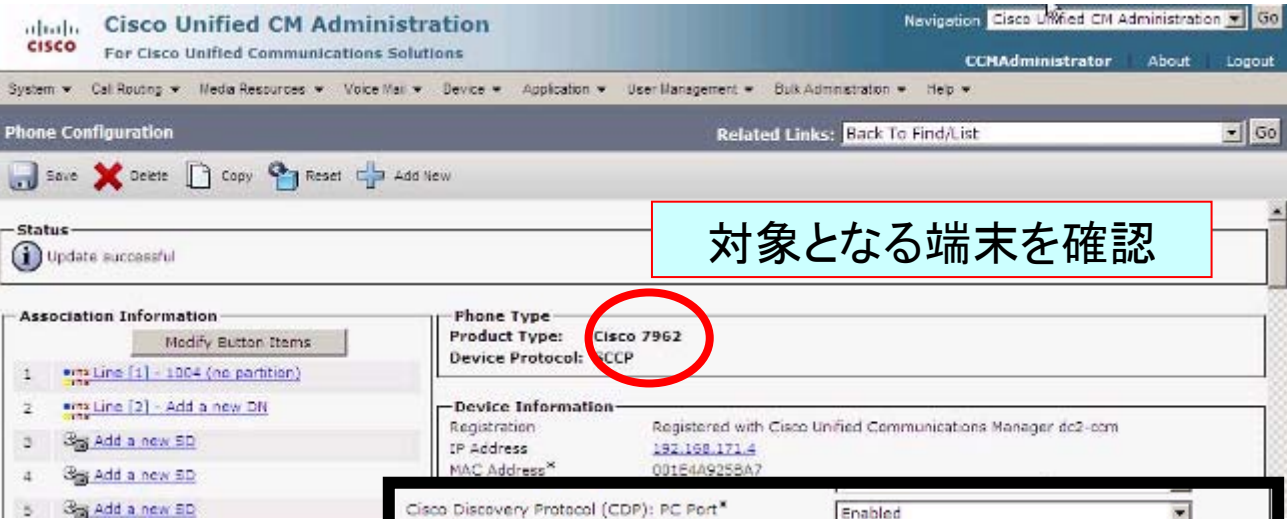 CISCO
Cisco Unified CM Administration
For Cisco Unified Communications Solutions
Navigation Cisco Unified CM Administration Go
CCMAdministrator About Logout
System Call Routing Media Resources Voice Mail Device Application User Management Bulk Administration Help
Phone Configuration
Related Links: Back To Find/List Go
Save Delete Copy Reset Add New
対象となる端末を確認
Status
Update successful
Association Information
Modify Button Items
1 Line [1] - 1004 (no partition)
2 Line [2] - Add a new DN
3 Add a new SD
4 Add a new SD
5 Add a new SD
Phone Type
Product Type: Cisco 7962
Device Protocol: SCCP
Device Information
Registration Registered with Cisco Unified Communications Manager dc2-ccm
IP Address 192.168.171.4
MAC Address* 001E4A925BA7
Cisco Discovery Protocol (CDP): PC Port* Enabled